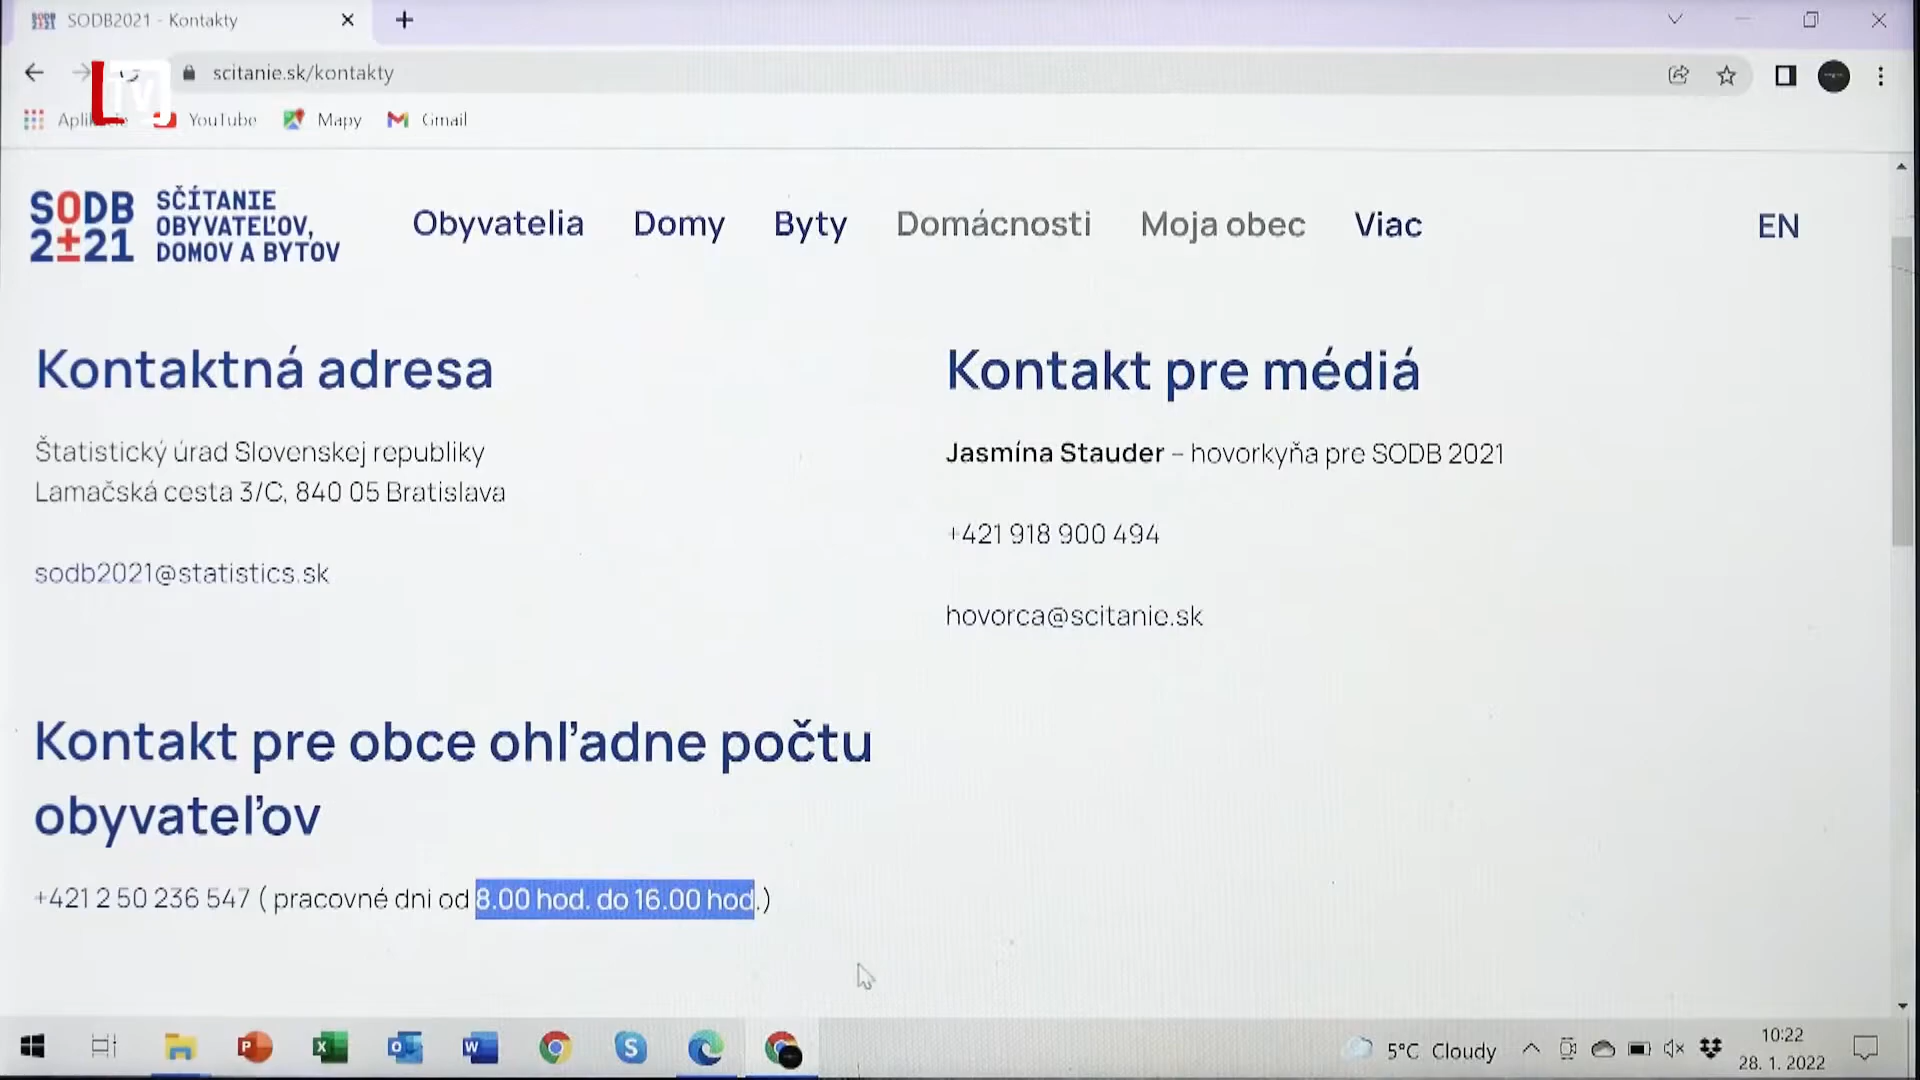 SODB2021 - Kontakty
scitanie.sk/kontakty
YouTube
Mapy
Gmail
SODB
2±21
SČÍTANIE
OBYVATEĽOV,
DOMOV A BYTOV
Obyvatelia
Domy
Byty
Domácnosti
Moja obec
Viac
EN
Kontaktná adresa
Štatistický úrad Slovenskej republiky
Lamačská cesta 3/C, 840 05 Bratislava
sodb2021@statistics.sk
Kontakt pre médiá
Jasmína Stauder – hovorkyňa pre SODB 2021
+421 918 900 494
hovorca@scitanie.sk
Kontakt pre obce ohľadne počtu
obyvateľov
+421 2 50 236 547 ( pracovné dni od 8.00 hod. do 16.00 hod.)
5°C Cloudy
10:22
28. 1. 2022